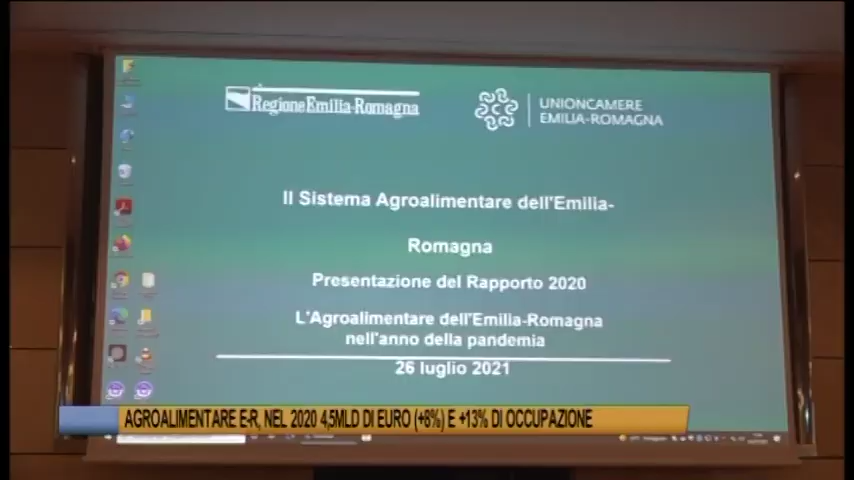 Regione Emilia-Romagna
UNIONCAMERE
EMILIA-ROMAGNA
Il Sistema Agroalimentare dell'Emilia-
Romagna
Presentazione del Rapporto 2020
L'Agroalimentare dell'Emilia-Romagna
nell'anno della pandemia
26 luglio 2021
AGROALIMENTARE E-R, NEL 2020 4,5MLD DI EURO (+6%) E +13% DI OCCUPAZIONE